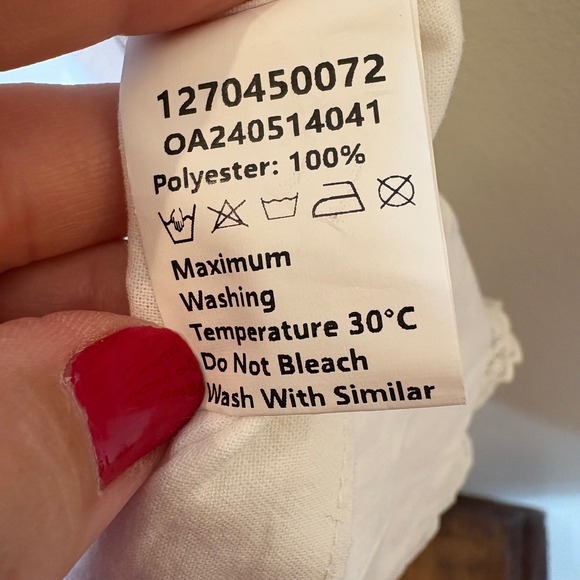 1270450072
OA240514041
Polyester: 100%
Maximum
Washing
Temperature 30°C
Do Not Bleach
Wash With Similar